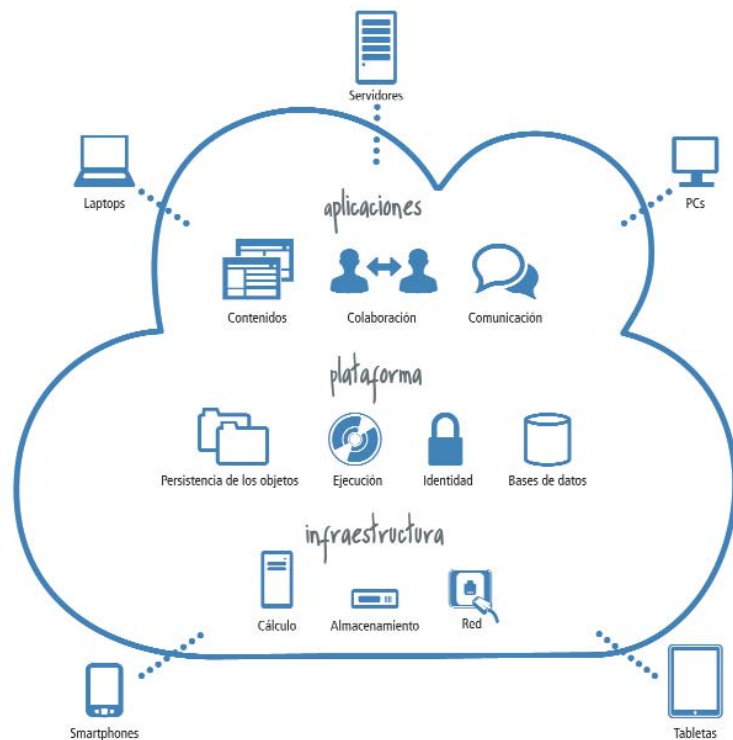 Servidores
Laptops
PCs
aplicaciones
Contenidos
Colaboración
Comunicación
plataforma
Persistencia de los objetos
Ejecución
Identidad
Bases de datos
infraestructura
Cálculo
Almacenamiento
Red
Smartphones
Tabletas